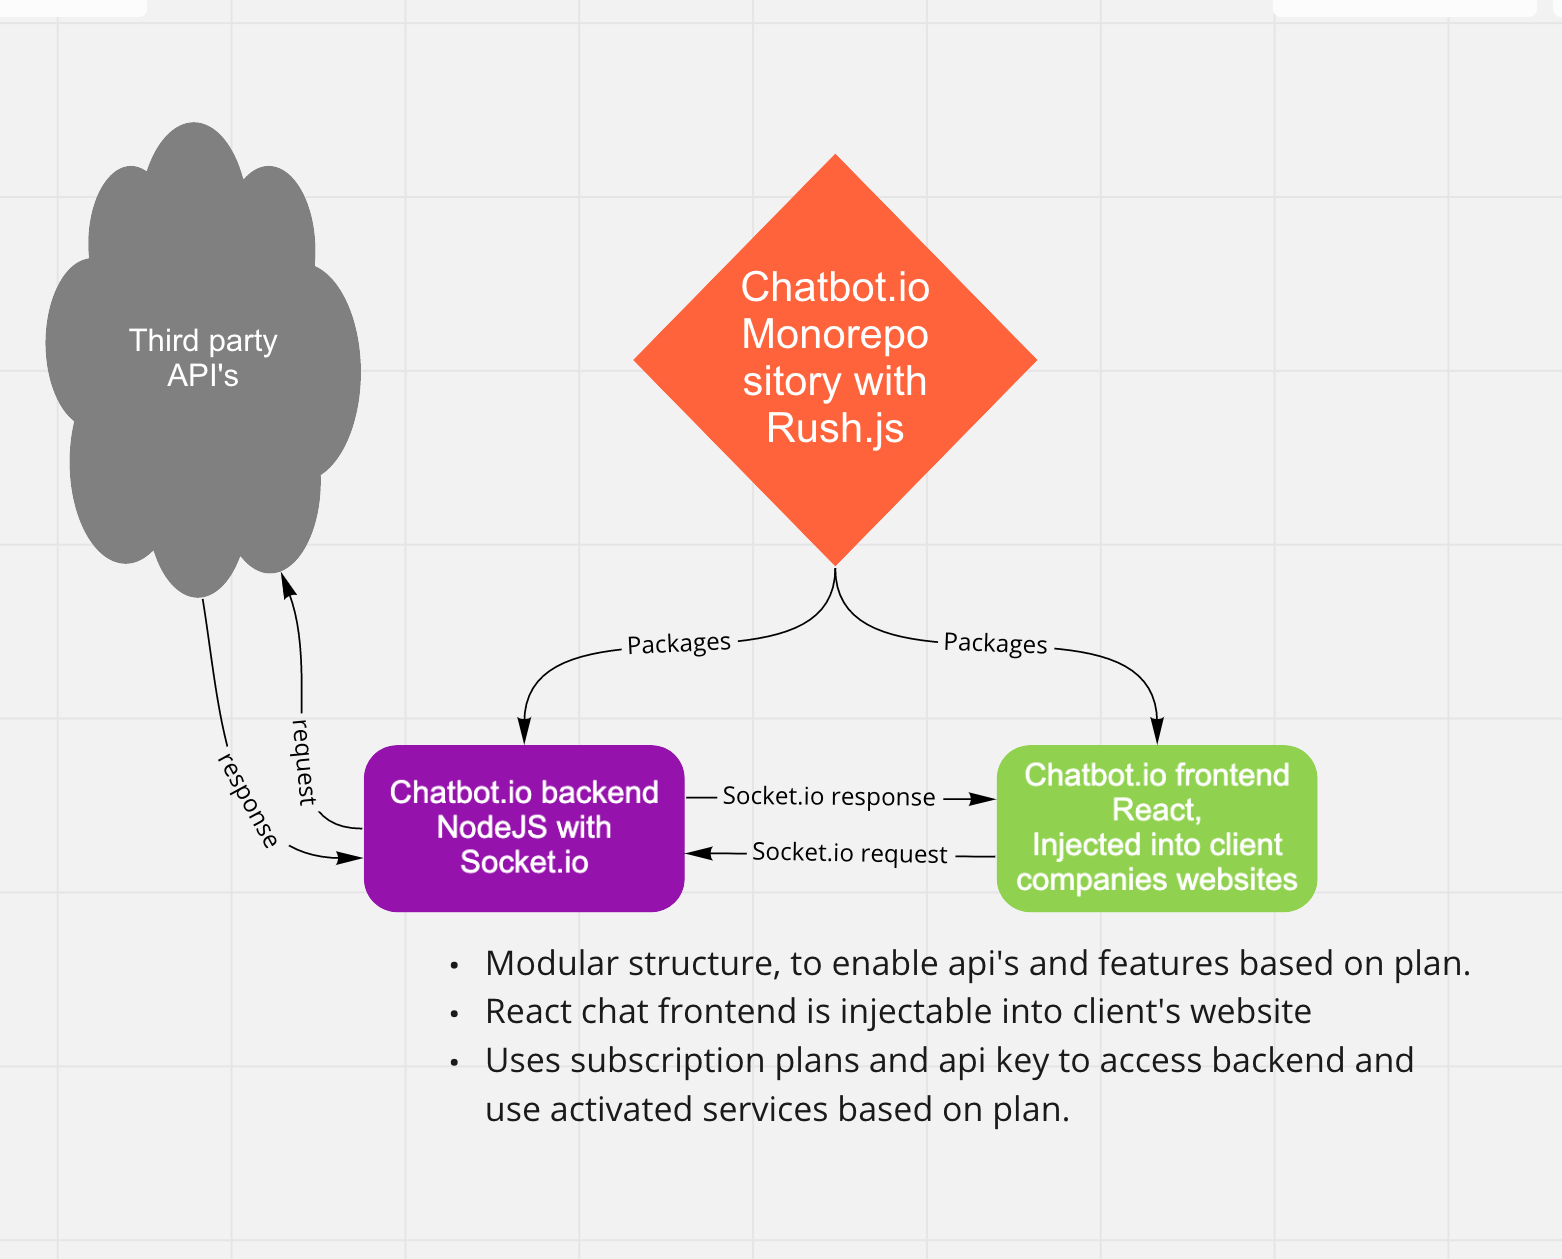 Third party
API's
Chatbot.io
Monorepo
sitory with
Rush.js
Packages
Packages
request
response
Chatbot.io backend
NodeJS with
Socket.io
Socket.io response
Socket.io request
Chatbot.io frontend
React,
Injected into client
companies websites
• Modular structure, to enable api's and features based on plan.
• React chat frontend is injectable into client's website
• Uses subscription plans and api key to access backend and
use activated services based on plan.